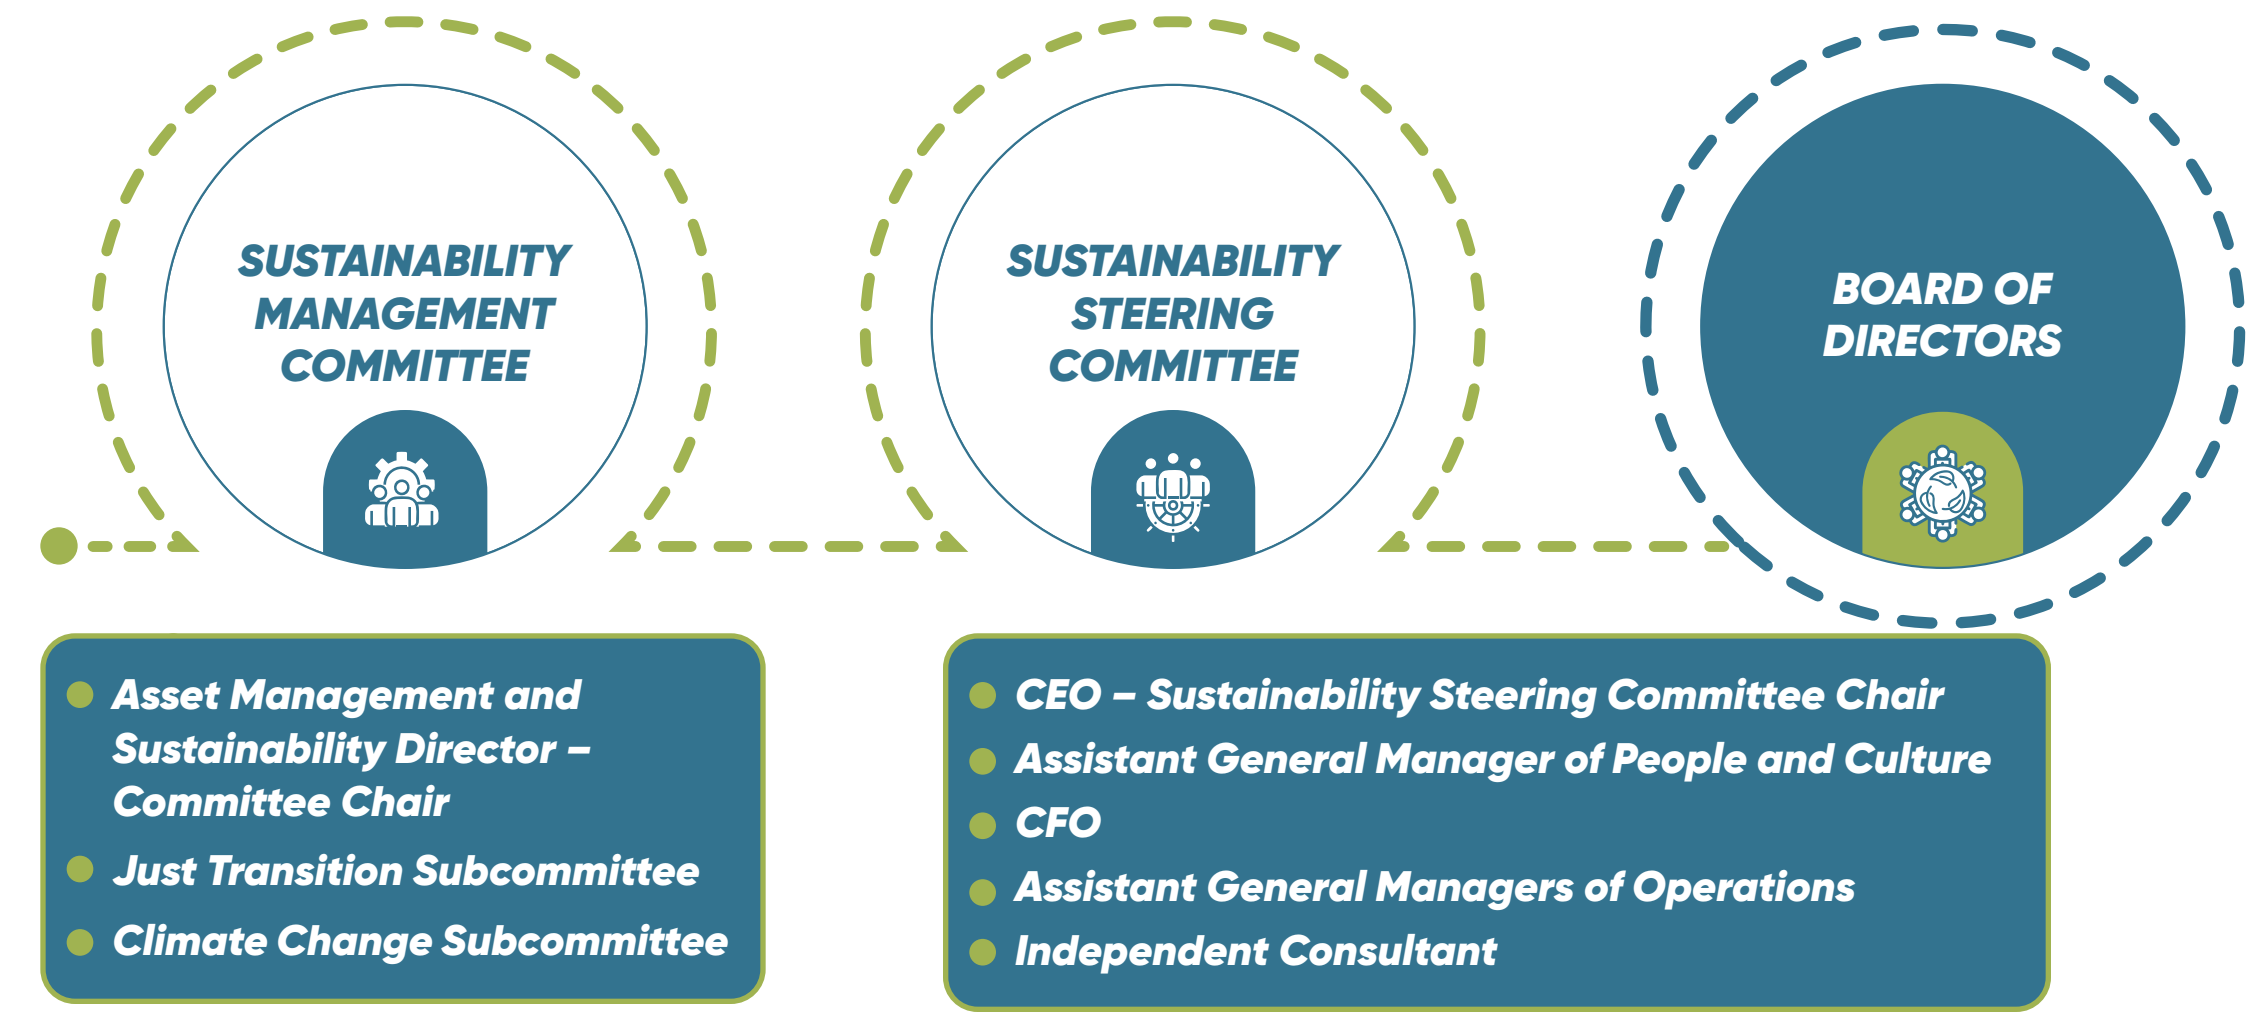 SUSTAINABILITY
MANAGEMENT
COMMITTEE
SUSTAINABILITY
STEERING
COMMITTEE
BOARD OF
DIRECTORS
Asset Management and
Sustainability Director –
Committee Chair
Just Transition Subcommittee
Climate Change Subcommittee
CEO – Sustainability Steering Committee Chair
Assistant General Manager of People and Culture
CFO
Assistant General Managers of Operations
Independent Consultant